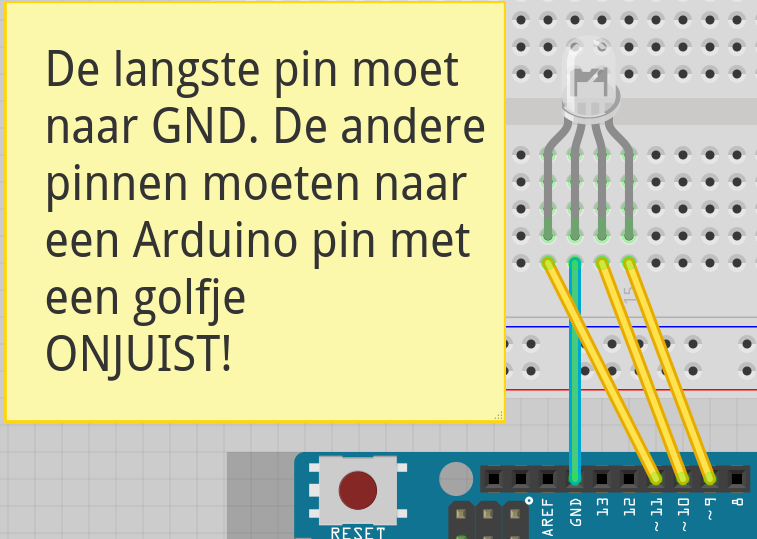 De langste pin moet
naar GND. De andere
pinnen moeten naar
een Arduino pin met
een golfje
ONJUIST!
15
RESET
AREF
GND
13
12
~11
~10
~9
8